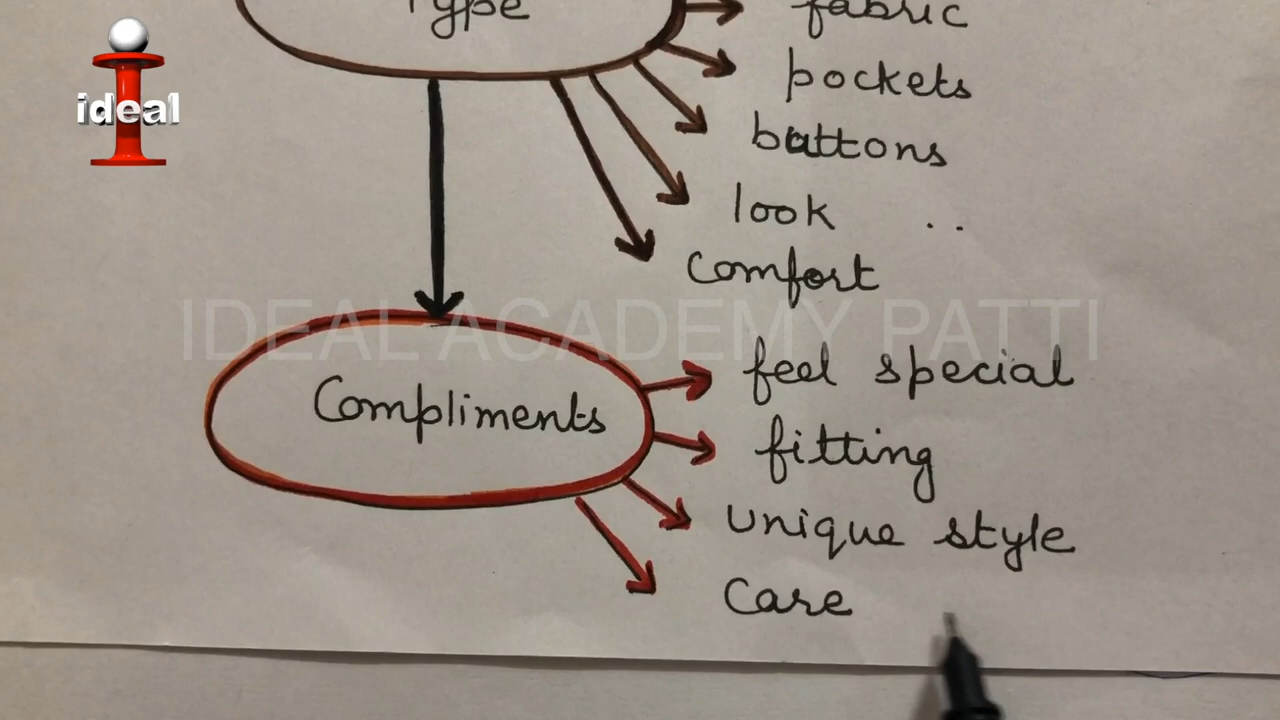 Type
fabric
ideal
pockets
buttons
look ..
Comfort
IDEAL ACADEMY PATTI
feel special
Compliments
fitting
unique style
Care